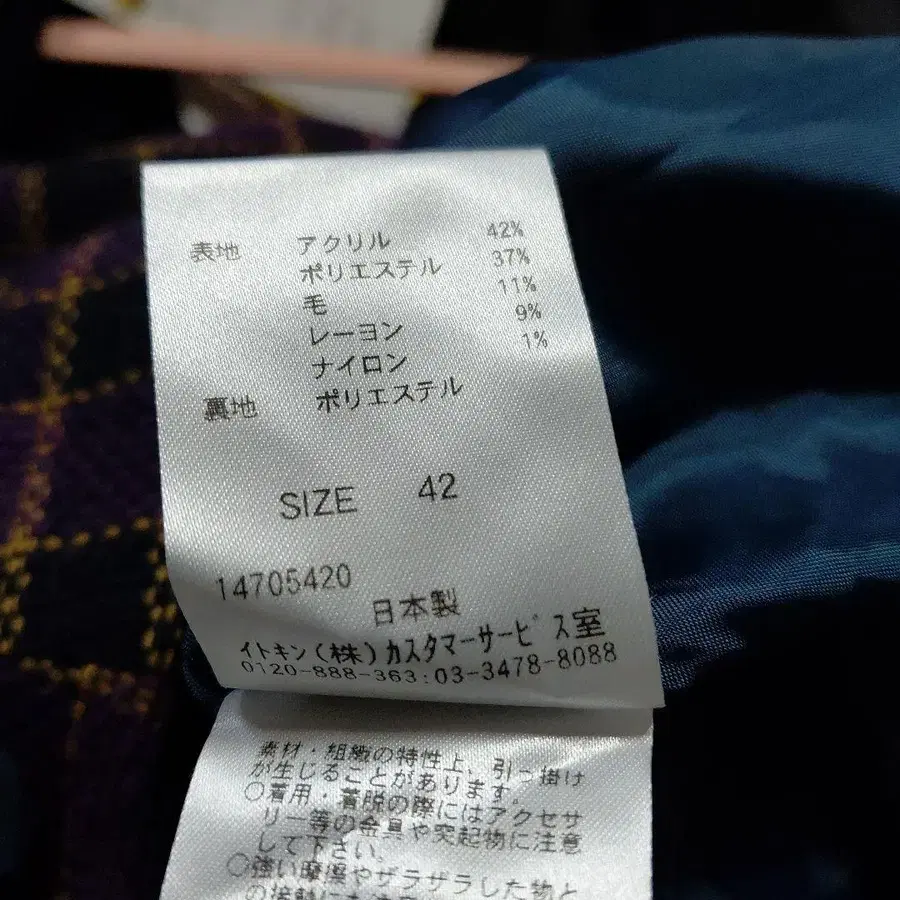 表地 アクリル 42%
ポリエステル 37%
毛 11%
レーヨン 9%
ナイロン 1%
裏地 ポリエステル
SIZE 42
14705420
日本製
イトキン(株)カスタマーサービス室
0120-888-363:03-3478-8088
素材・組織の特性上、引っ掛け
が生じることがあります。
○着用・着脱の際にはアクセサ
リー等の金具や突起物に注意
して下さい。
○強い摩擦やザラザラした物と
の接触に